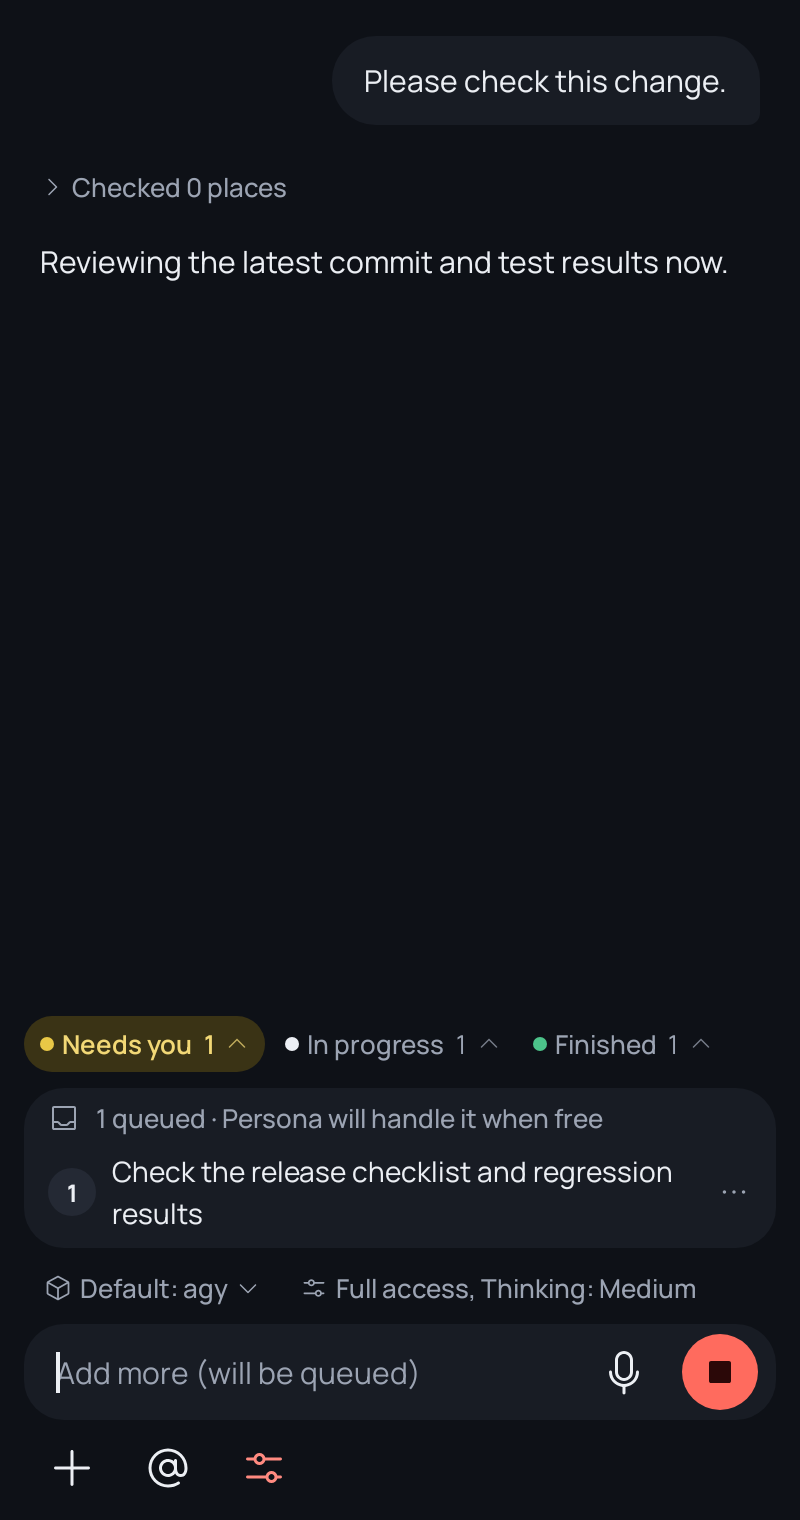 Please check this change.
Checked 0 places
Reviewing the latest commit and test results now.
Needs you 1
In progress 1
Finished 1
1 queued · Persona will handle it when free
1
Check the release checklist and regression
results
Default: agy
Full access, Thinking: Medium
Add more (will be queued)